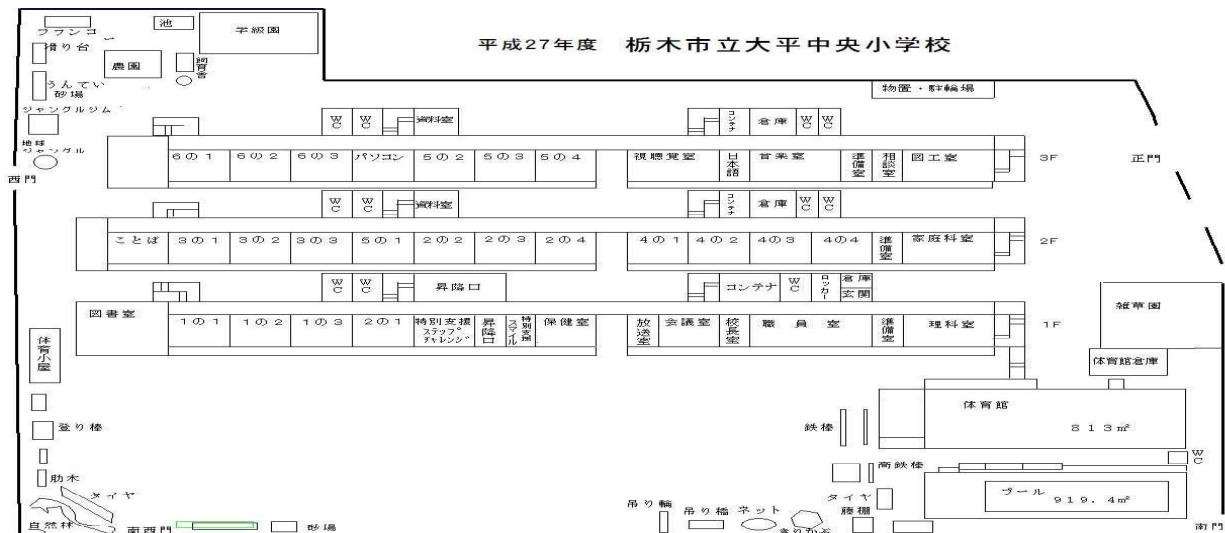 ブランコ
池
学級園
平成27年度 栃木市立大平中央小学校
滑り台
農園
飼育舎
物置・駐輪場
うんてい
砂場
ジャングルジム
WC WC 資料室 コンテナ 倉庫 WC WC
地球ジャングル
6の1 6の2 6の3 パソコン 5の2 5の3 5の4 視聴覚室 日本語 音楽室 準備室 相談室 図工室 3F 正門
西門
WC WC 資料室 コンテナ 倉庫 WC WC
ことば 3の1 3の2 3の3 5の1 2の2 2の3 2の4 4の1 4の2 4の3 4の4 準備室 家庭科室 2F
WC WC 昇降口 コンテナ WC ロッカー 倉庫 玄関
雑草園
図書室 1の1 1の2 1の3 2の1 特別支援ステップチャレンジ 昇降口 特別支援スマイル 保健室 放送室 会議室 校長室 職員室 準備室 理科室 1F
体育小屋
体育館倉庫
体育館
813㎡
登り棒
鉄棒
WC
肋木
高鉄棒
タイヤ
プール
919.4㎡
タイヤ
自然林
南西門
砂場
吊り輪
吊り橋
ネット
藤棚
南門